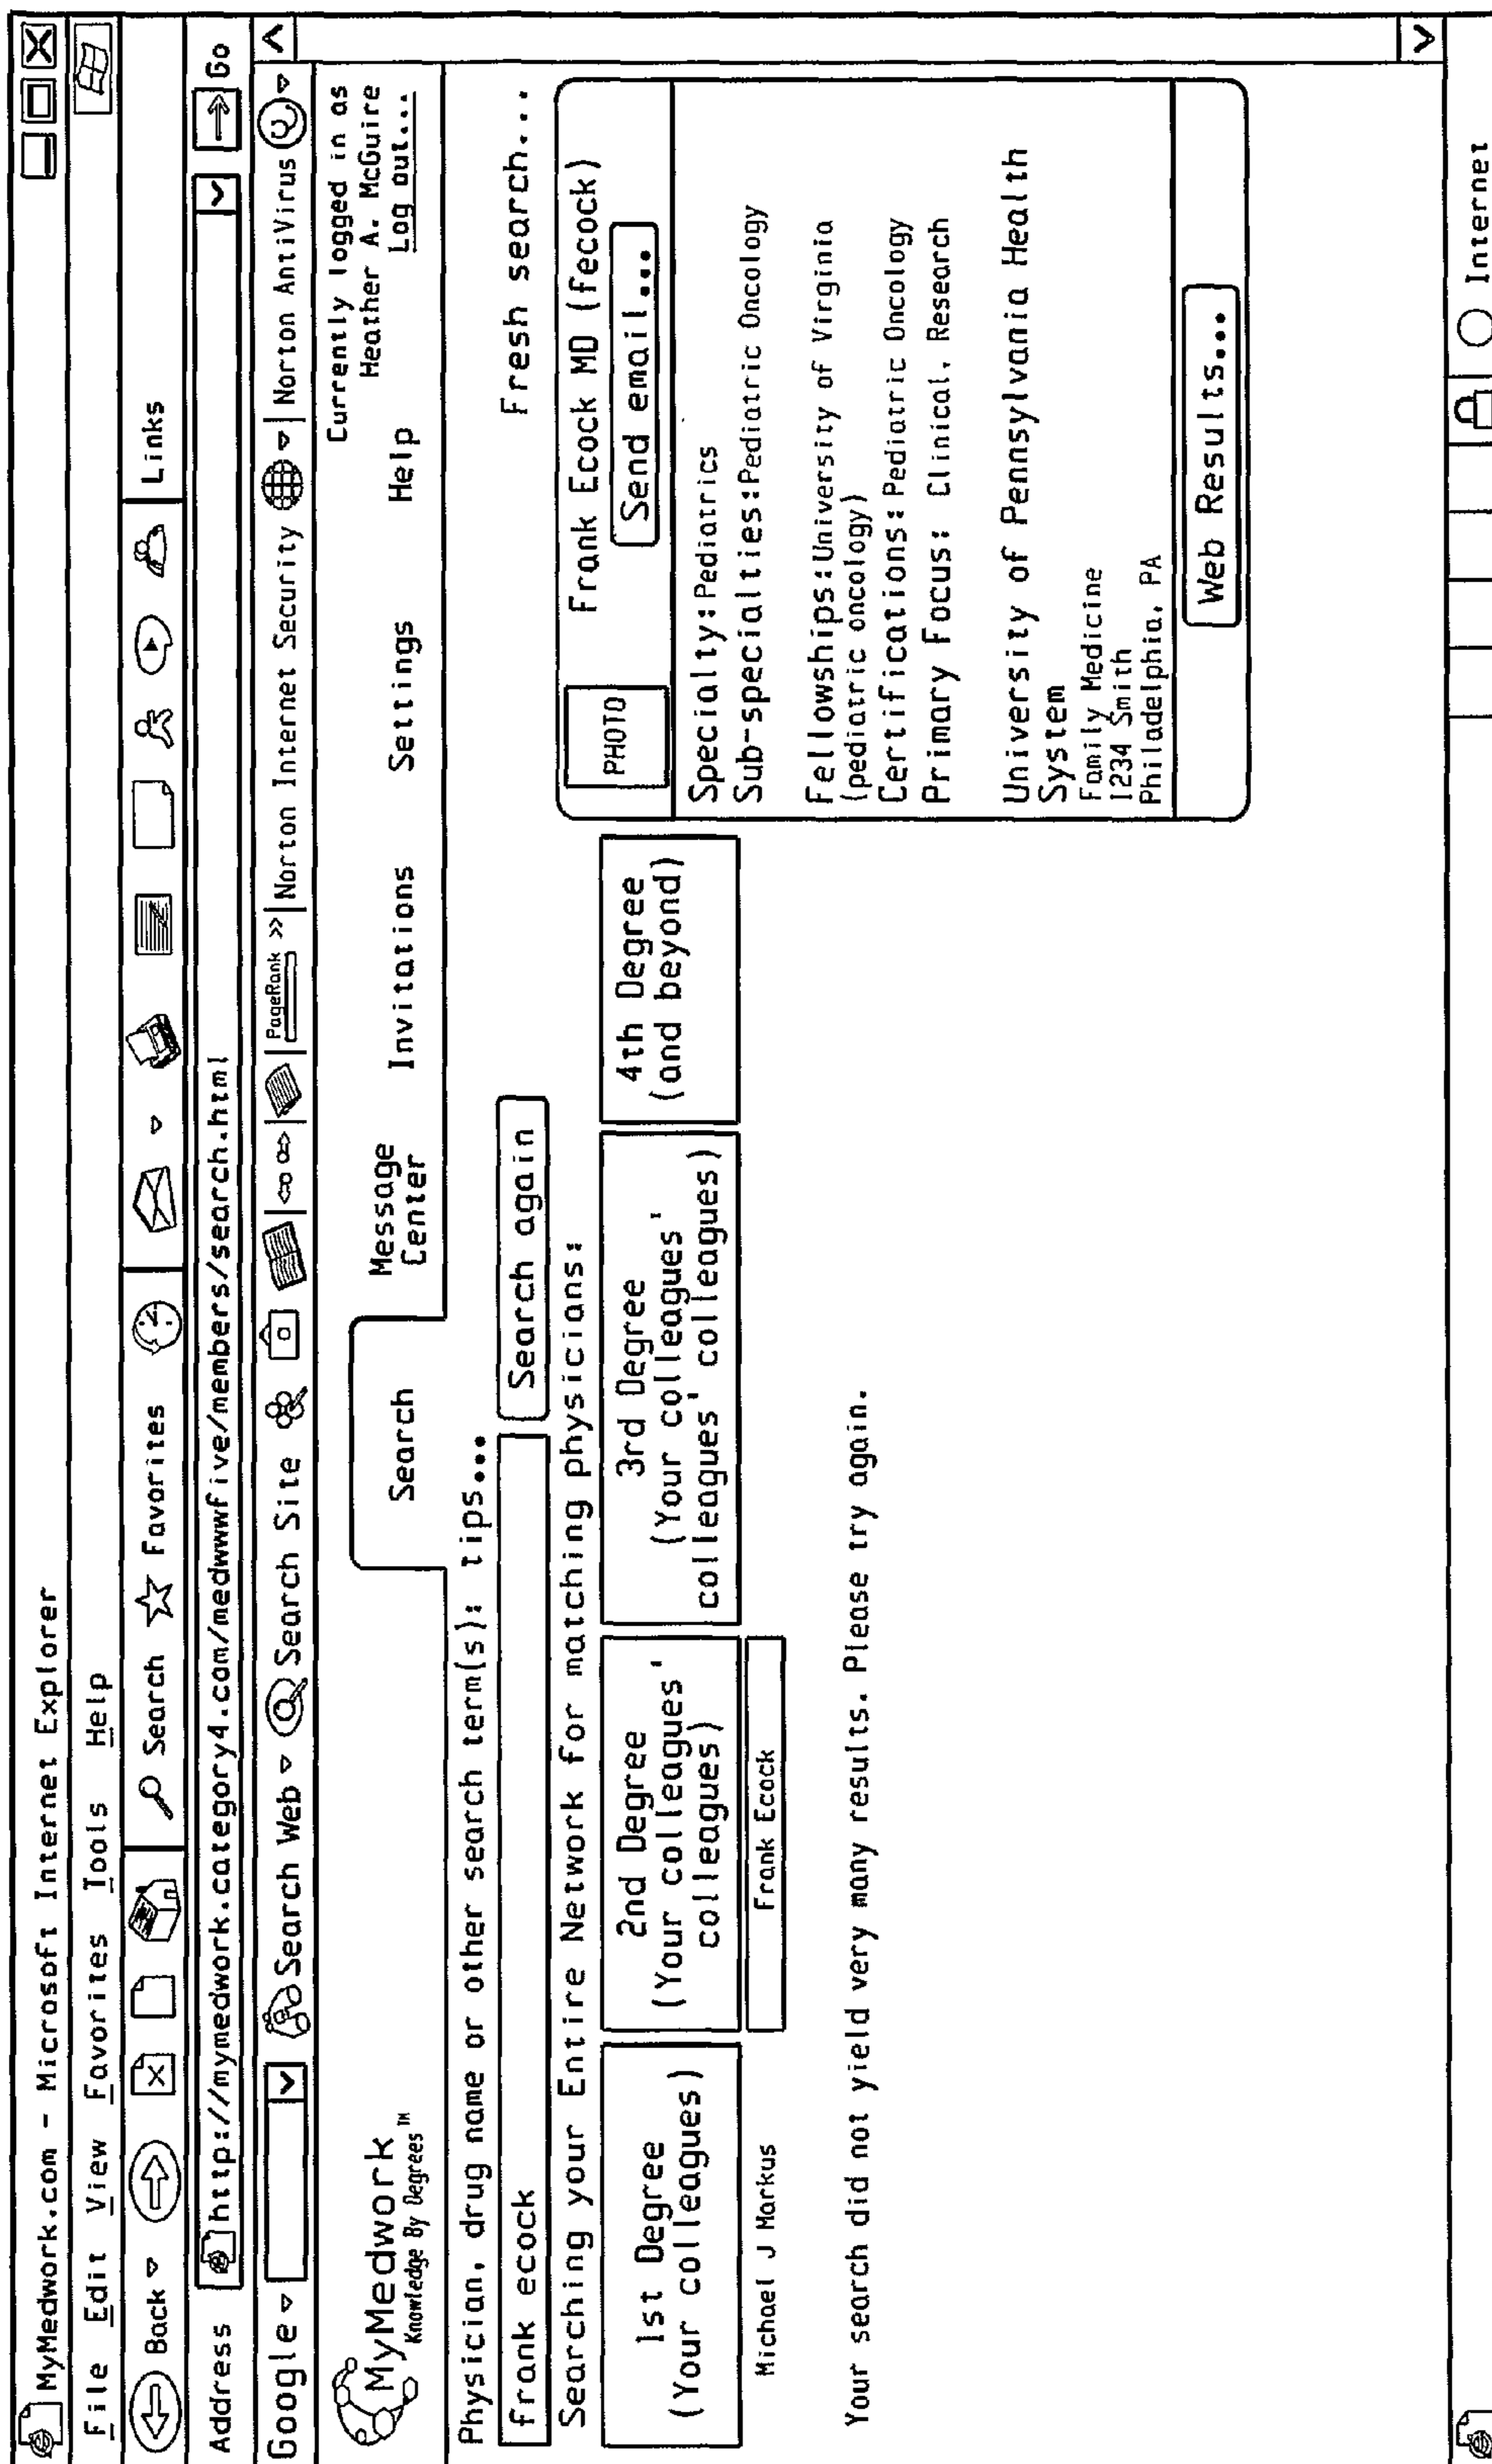 MyMedwork.com - Microsoft Internet Explorer
File Edit View Favorites Tools Help
Back Search Favorites Links
Address http://mymedwork.category4.com/medwwwfive/members/search.html Go
Google Search Web Search Site PageRank >> Norton Internet Security Norton AntiVirus
Currently logged in as
Heather A. McGuire
Log out...
MyMedwork
Knowledge By Degrees™
Search Message Center Invitations Settings Help
Physician, drug name or other search term(s): tips...
Fresh search...
frank ecock Search again
Searching your Entire Network for matching physicians:
1st Degree
(Your colleagues)
Michael J Markus
2nd Degree
(Your colleagues'
colleagues)
Frank Ecock
3rd Degree
(Your colleagues'
colleagues' colleagues)
4th Degree
(and beyond)
Your search did not yield very many results. Please try again.
PHOTO
Frank Ecock MD (fecock)
Send email...
Specialty:Pediatrics
Sub-specialties:Pediatric Oncology
Fellowships:University of Virginia
(pediatric oncology)
Certifications:Pediatric Oncology
Primary Focus: Clinical, Research
University of Pennsylvania Health
System
Family Medicine
1234 Smith
Philadelphia, PA
Web Results...
Internet